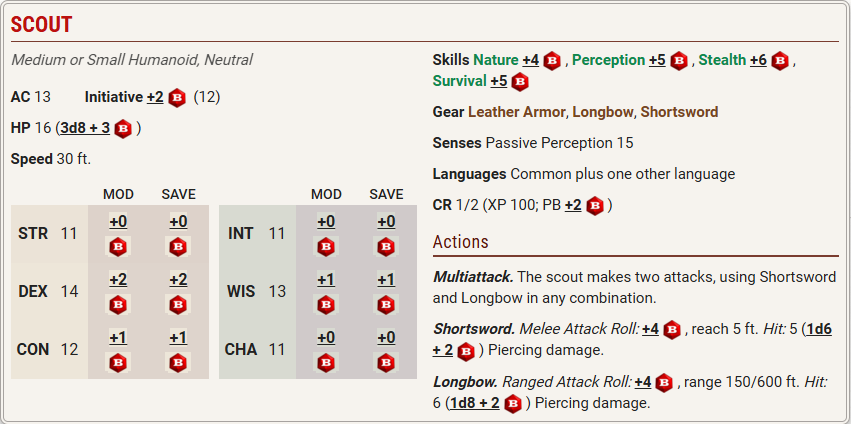 SCOUT
Medium or Small Humanoid, Neutral
AC 13 Initiative +2 B (12)
HP 16 (3d8 + 3 B )
Speed 30 ft.
MOD SAVE MOD SAVE
+0 +0 +0 +0
STR 11 INT 11
B B B B
+2 +2 +1 +1
DEX 14 WIS 13
B B B B
+1 +1 +0 +0
CON 12 CHA 11
B B B B
Skills Nature +4 B , Perception +5 B , Stealth +6 B ,
Survival +5 B
Gear Leather Armor, Longbow, Shortsword
Senses Passive Perception 15
Languages Common plus one other language
CR 1/2 (XP 100; PB +2 B )
Actions
Multiattack. The scout makes two attacks, using Shortsword
and Longbow in any combination.
Shortsword. Melee Attack Roll: +4 B , reach 5 ft. Hit: 5 (1d6
+ 2 B ) Piercing damage.
Longbow. Ranged Attack Roll: +4 B , range 150/600 ft. Hit:
6 (1d8 + 2 B ) Piercing damage.